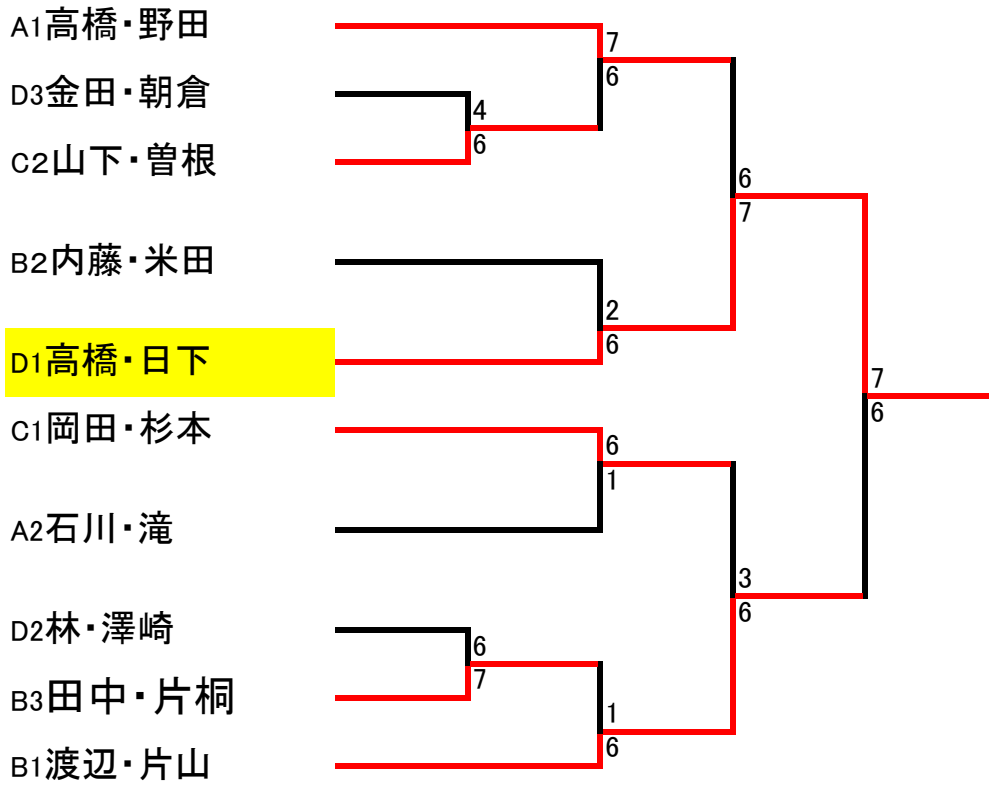 A1高橋・野田
7
6
D3金田・朝倉
4
6
C2山下・曽根
6
7
B2内藤・米田
2
6
D1高橋・日下
7
6
C1岡田・杉本
6
1
A2石川・滝
3
6
D2林・澤崎
6
7
B3田中・片桐
1
6
B1渡辺・片山